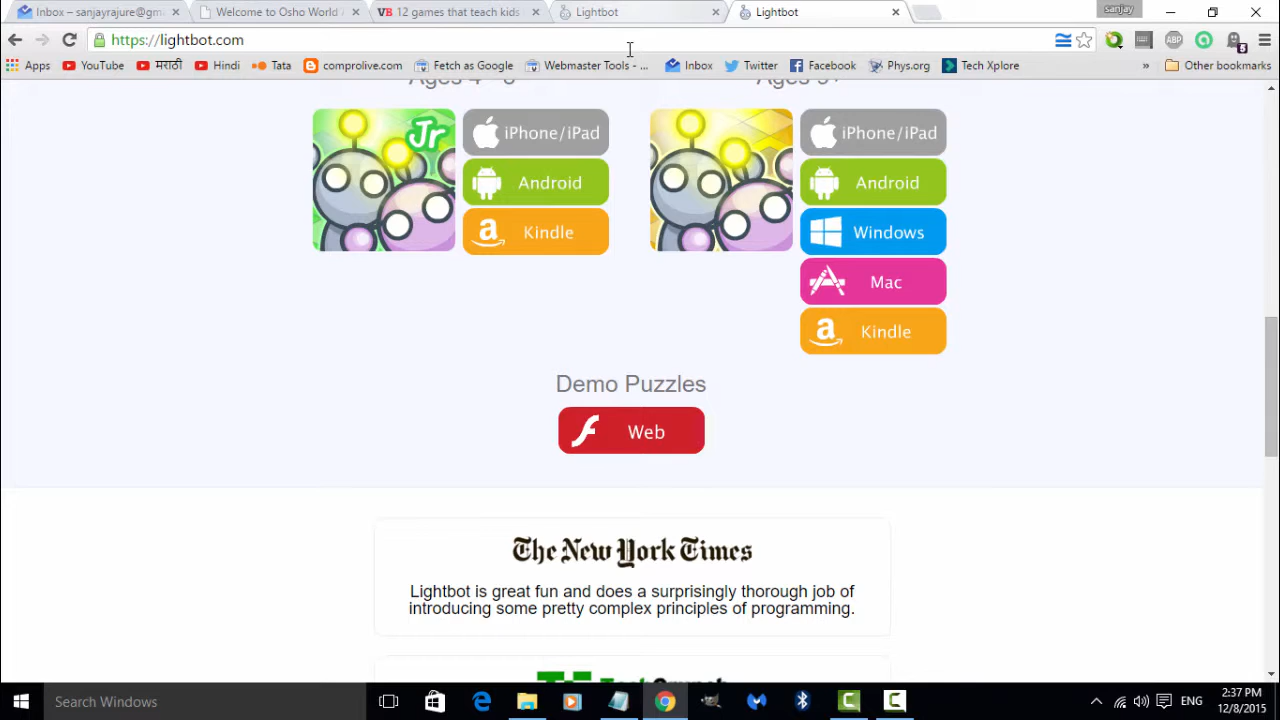 Inbox – sanjayrajure@gm
Welcome to Osho World
VB 12 games that teach kids
Lightbot
Lightbot
sanjay
https://lightbot.com
Apps
YouTube
मराठी
Hindi
Tata
comprolive.com
Fetch as Google
Webmaster Tools - ...
Inbox
Twitter
Facebook
Phys.org
Tech Xplore
»
Other bookmarks
ABP
5
Jr
iPhone/iPad
Android
Kindle
iPhone/iPad
Android
Windows
Mac
Kindle
Demo Puzzles
Web
The New York Times
Lightbot is great fun and does a surprisingly thorough job of
introducing some pretty complex principles of programming.
Search Windows
ENG
2:37 PM
12/8/2015